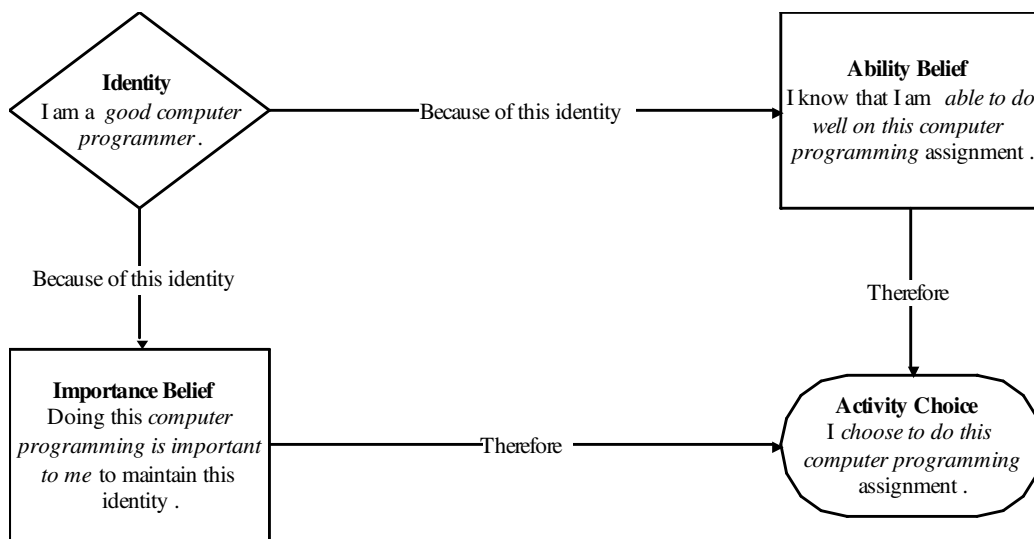 Identity
I am a good computer
programmer .
Because of this identity
Ability Belief
I know that I am able to do
well on this computer
programming assignment .
Because of this identity
Therefore
Importance Belief
Doing this computer
programming is important
to me to maintain this
identity .
Therefore
Activity Choice
I choose to do this
computer programming
assignment .